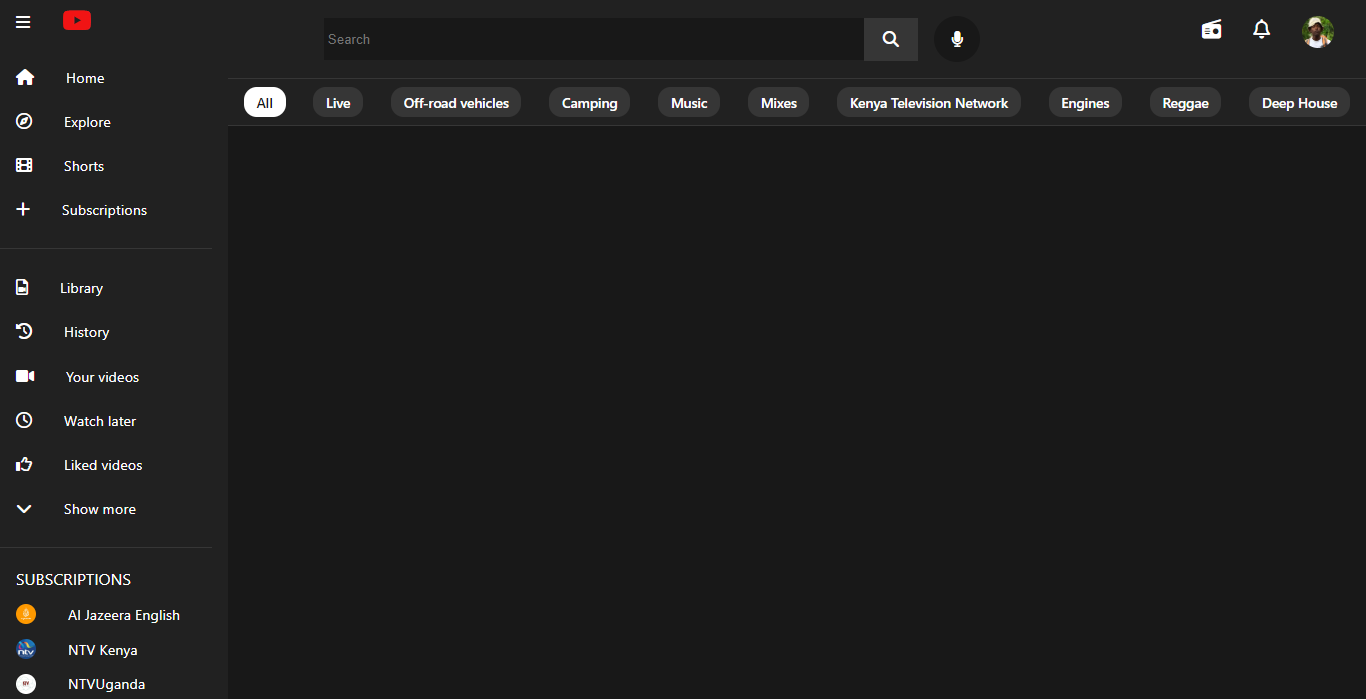 Search
Home
Explore
Shorts
Subscriptions
All Live Off-road vehicles Camping Music Mixes Kenya Television Network Engines Reggae Deep House
Library
History
Your videos
Watch later
Liked videos
Show more
SUBSCRIPTIONS
Al Jazeera English
ntv NTV Kenya
NTVUganda